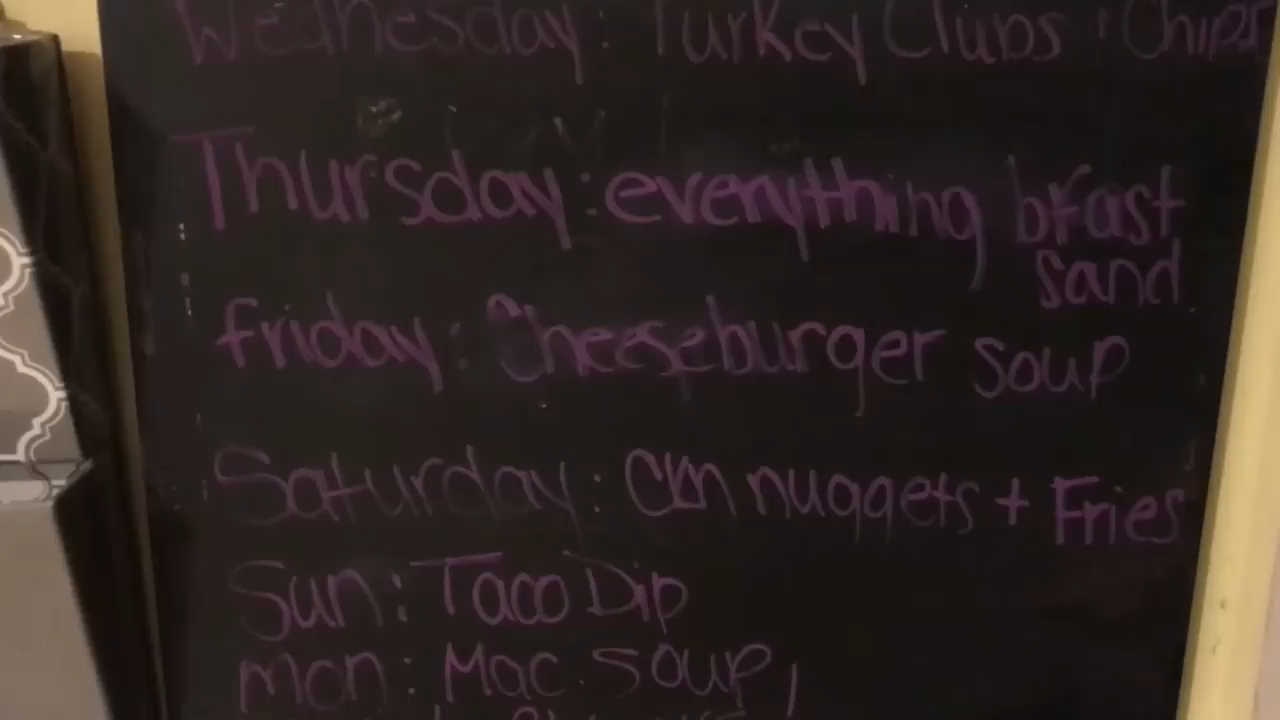 Wednesday: Turkey Clubs + Chips
Thursday: everything brfast
sand
friday: Cheeseburger soup
Saturday: Ckn nuggets + Fries
Sun: Taco Dip
mon: Mac. Soup,